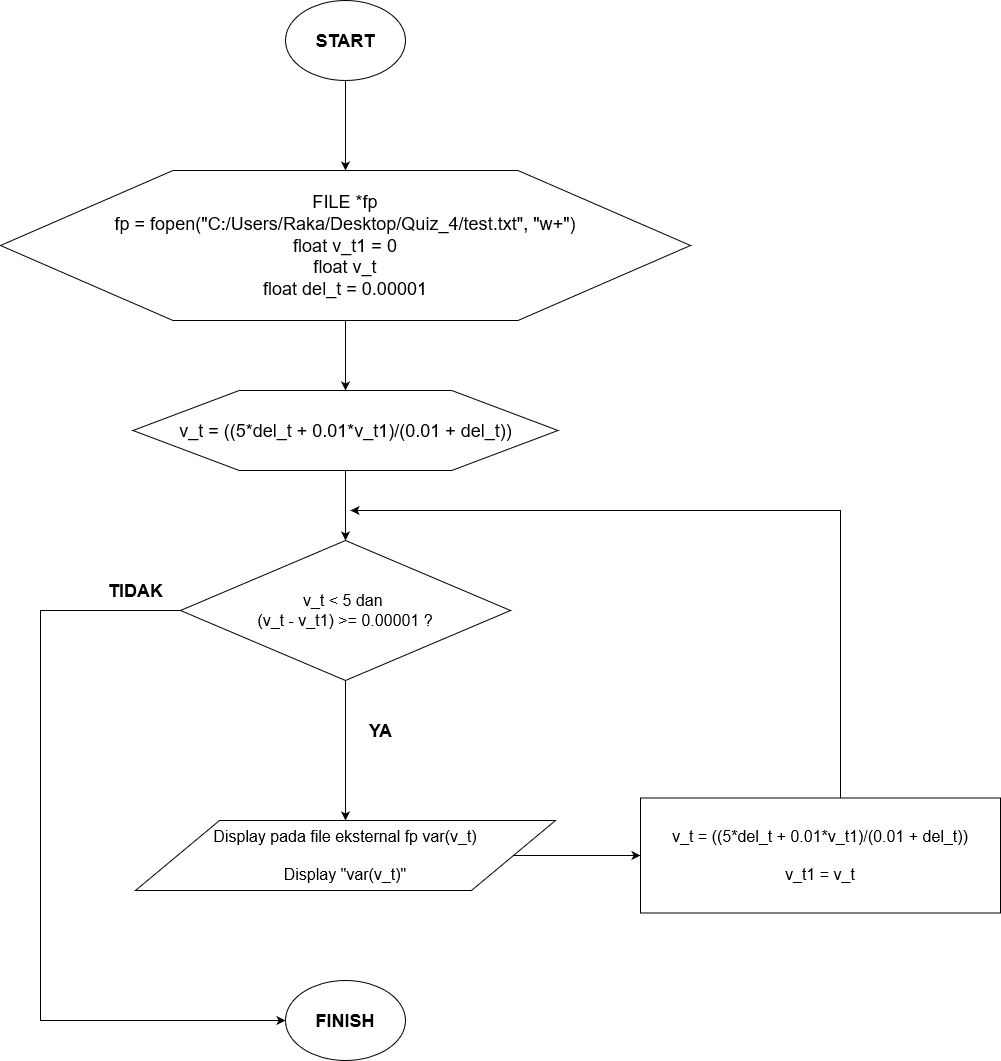 START
FILE *fp
fp = fopen("C:/Users/Raka/Desktop/Quiz_4/test.txt", "w+")
float v_t1 = 0
float v_t
float del_t = 0.00001
v_t = ((5*del_t + 0.01*v_t1)/(0.01 + del_t))
TIDAK
v_t < 5 dan
(v_t - v_t1) >= 0.00001 ?
YA
Display pada file eksternal fp var(v_t)
Display "var(v_t)"
v_t = ((5*del_t + 0.01*v_t1)/(0.01 + del_t))
v_t1 = v_t
FINISH